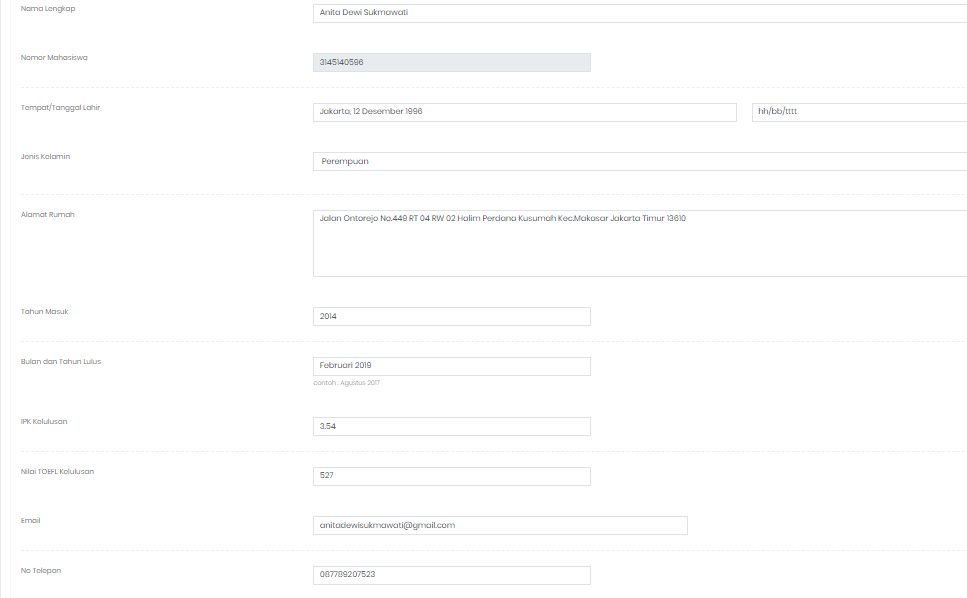 Nama Lengkap Anita Dewi Sukmawati
Nomor Mahasiswa 3145140596
Tempat/Tanggal Lahir Jakarta, 12 Desember 1996 hh/bb/tttt
Jenis Kelamin Perempuan
Alamat Rumah Jalan Ontorejo No.449 RT 04 RW 02 Halim Perdana Kusumah Kec.Makasar Jakarta Timur 13610
Tahun Masuk 2014
Bulan dan Tahun Lulus Februari 2019
contoh : Agustus 2017
IPK Kelulusan 3.54
Nilai TOEFL Kelulusan 527
Email anitadewisukmawati@gmail.com
No Telepon 087789207523